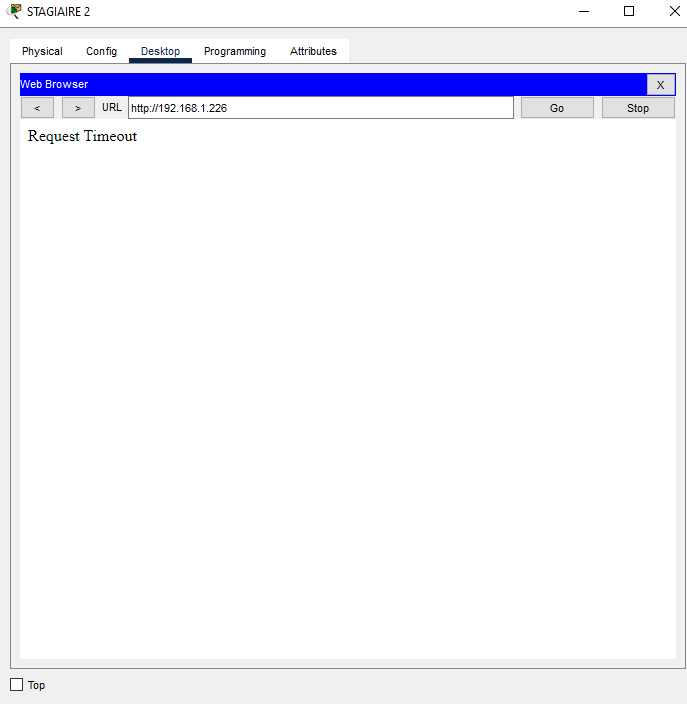 STAGIAIRE 2
Physical Config Desktop Programming Attributes
Web Browser X
< > URL http://192.168.1.226 Go Stop
Request Timeout
Top